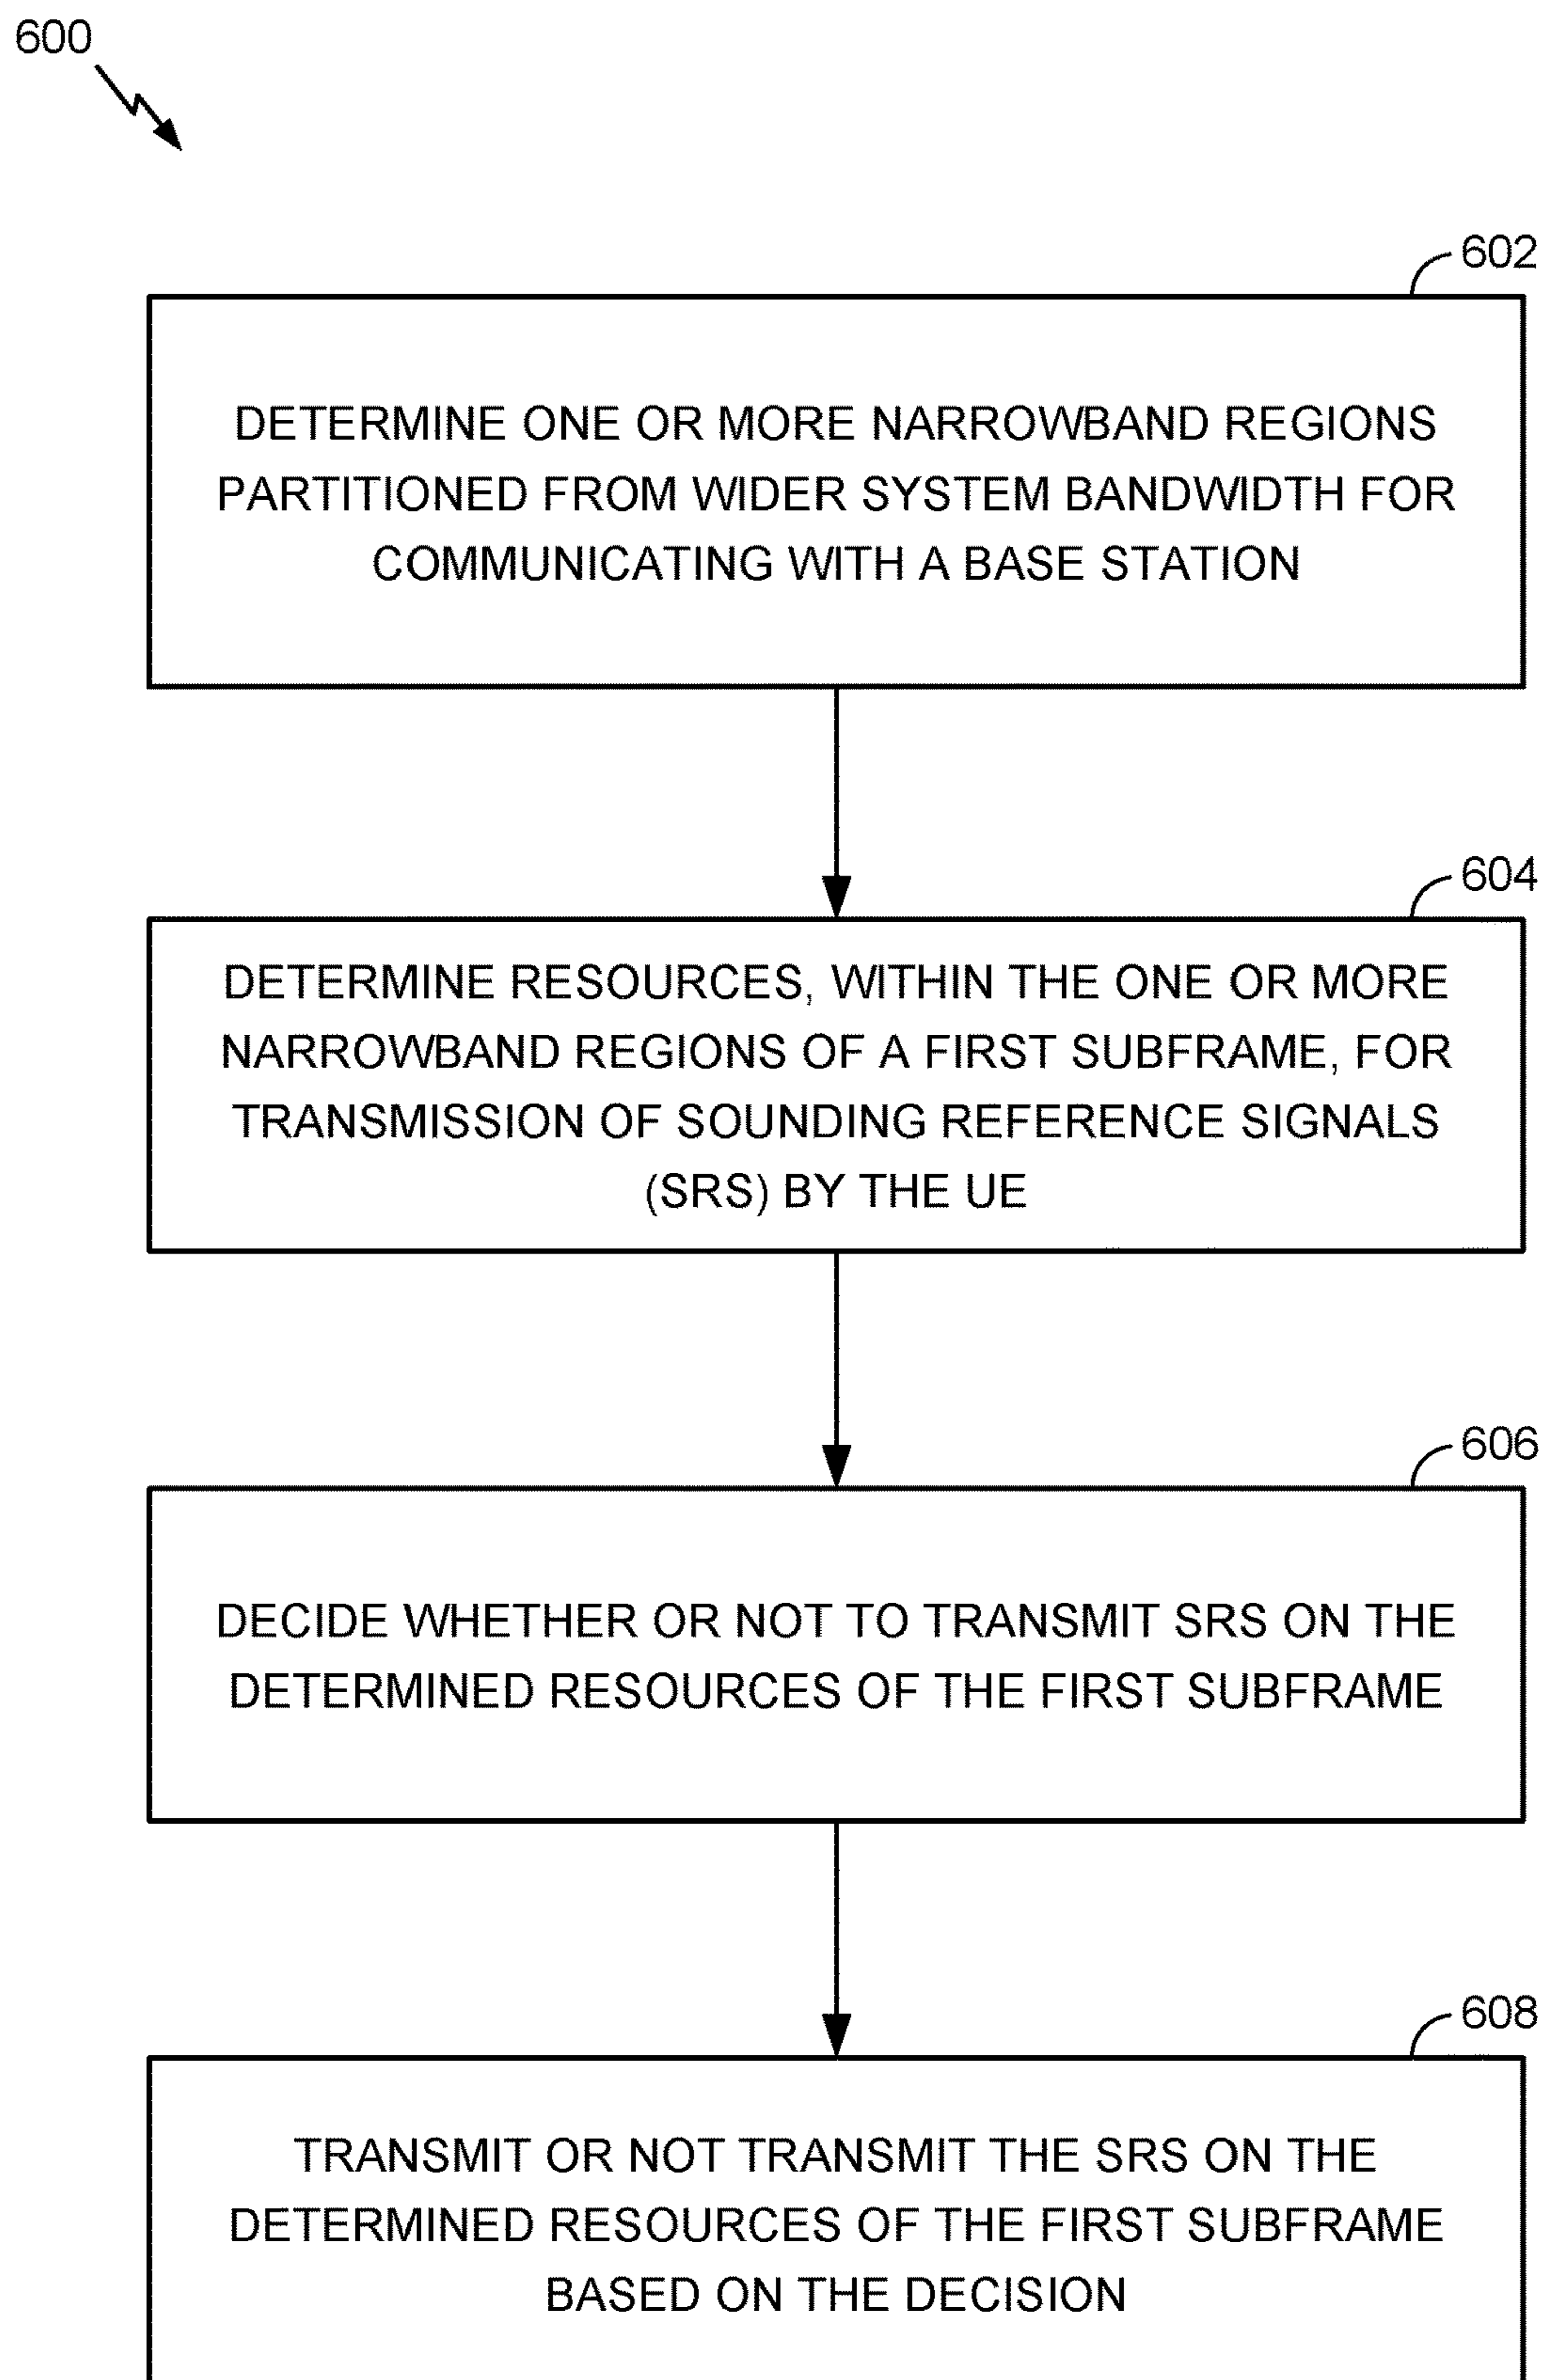 600
602
DETERMINE ONE OR MORE NARROWBAND REGIONS
PARTITIONED FROM WIDER SYSTEM BANDWIDTH FOR
COMMUNICATING WITH A BASE STATION
604
DETERMINE RESOURCES, WITHIN THE ONE OR MORE
NARROWBAND REGIONS OF A FIRST SUBFRAME, FOR
TRANSMISSION OF SOUNDING REFERENCE SIGNALS
(SRS) BY THE UE
606
DECIDE WHETHER OR NOT TO TRANSMIT SRS ON THE
DETERMINED RESOURCES OF THE FIRST SUBFRAME
608
TRANSMIT OR NOT TRANSMIT THE SRS ON THE
DETERMINED RESOURCES OF THE FIRST SUBFRAME
BASED ON THE DECISION